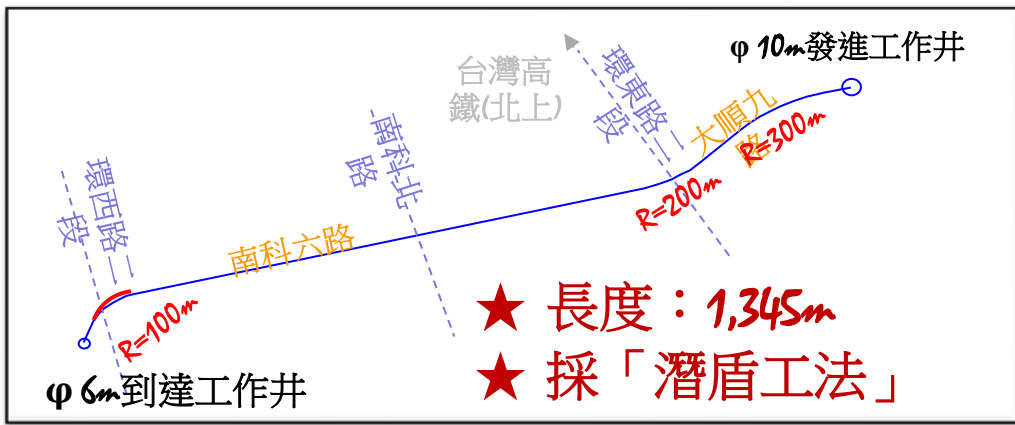 φ 10m發進工作井
台灣高
鐵(北上)
環東路二
段
大順九
路
R=300m
南科北
路
R=200m
環西路二
段
南科六路
R=100m
★ 長度：1,345m
★ 採「潛盾工法」
φ 6m到達工作井